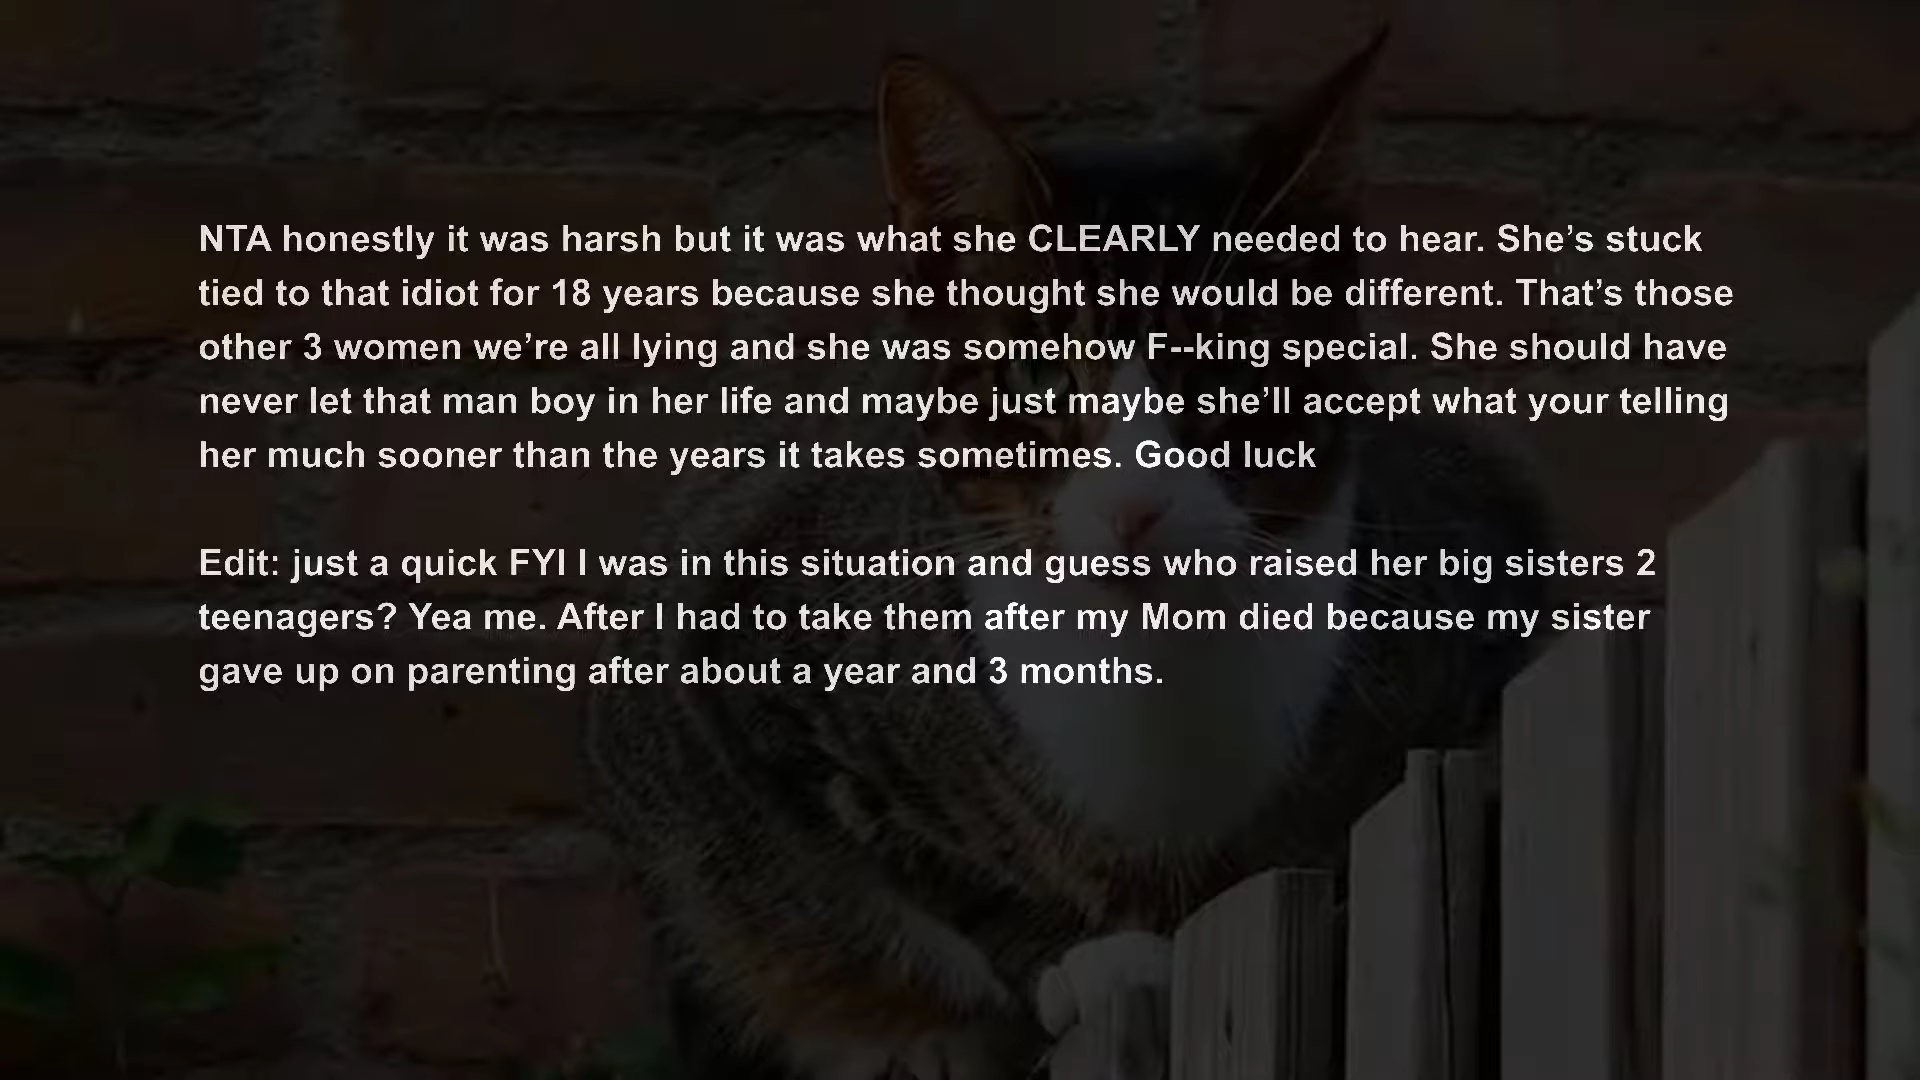 NTA honestly it was harsh but it was what she CLEARLY needed to hear. She’s stuck
tied to that idiot for 18 years because she thought she would be different. That’s those
other 3 women we’re all lying and she was somehow F--king special. She should have
never let that man boy in her life and maybe just maybe she’ll accept what your telling
her much sooner than the years it takes sometimes. Good luck
Edit: just a quick FYI I was in this situation and guess who raised her big sisters 2
teenagers? Yea me. After I had to take them after my Mom died because my sister
gave up on parenting after about a year and 3 months.